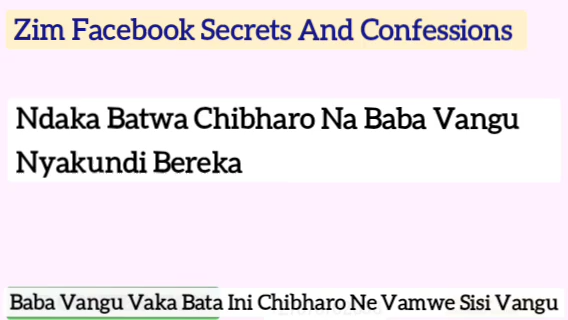 Zim Facebook Secrets And Confessions
Ndaka Batwa Chibharo Na Baba Vangu
Nyakundi Bereka
Baba Vangu Vaka Bata Ini Chibharo Ne Vamwe Sisi Vangu